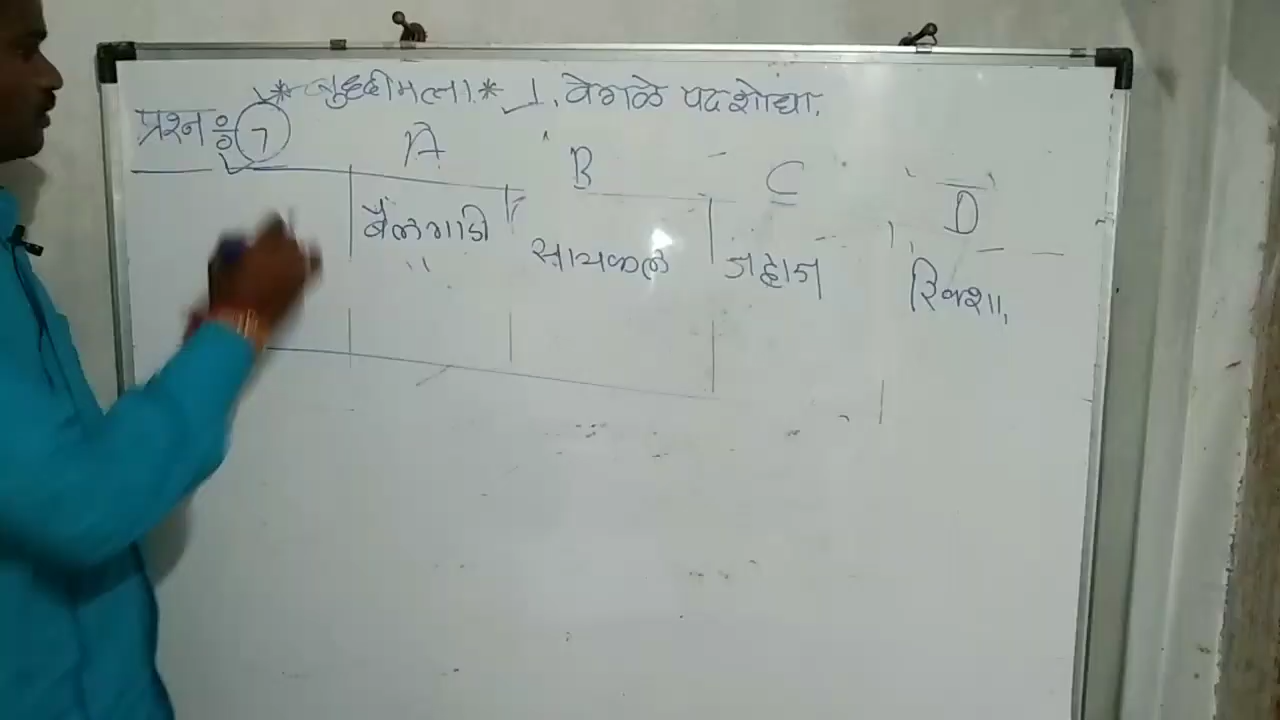 * बुद्धीमत्ता * 1. वेगळे पद शोधा.
प्रश्न ÷ 7
A B C D
बैलगाडी सायकल जहाज रिक्शा